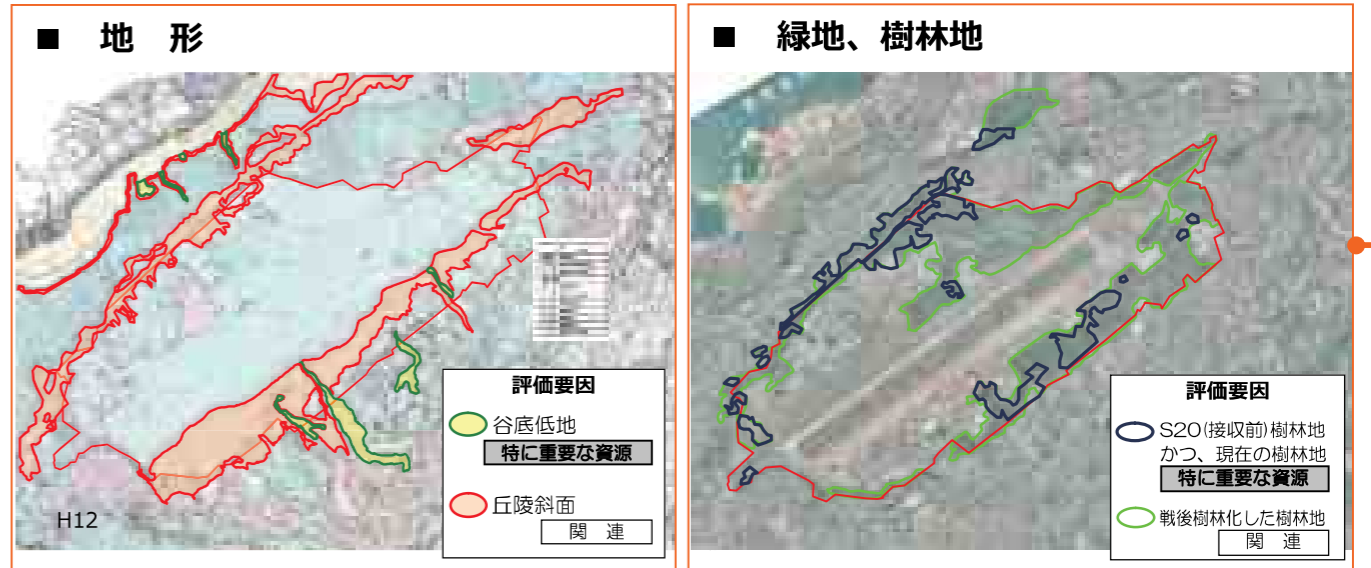 ■ 地 形
H12
評価要因
谷底低地
特に重要な資源
丘陵斜面
関 連
■ 緑地、樹林地
評価要因
S20(接収前)樹林地
かつ、現在の樹林地
特に重要な資源
戦後樹林化した樹林地
関 連